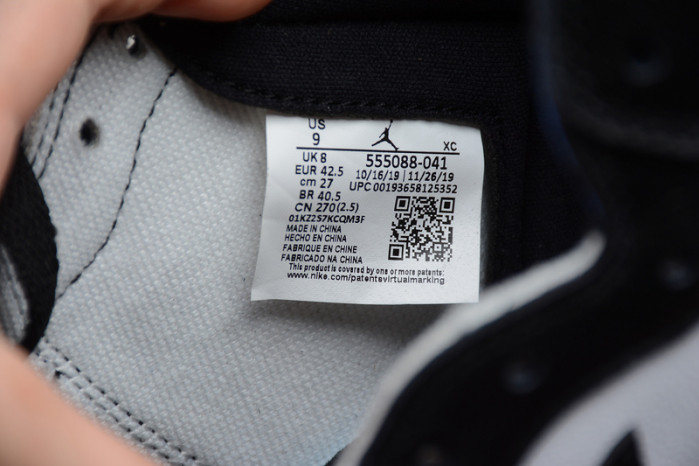 US
9
XC
UK 8
EUR 42.5
cm 27
BR 40.5
CN 270(2.5)
555088-041
10/16/19 | 11/26/19
UPC 00193658125352
01KZ2S7KCQM3F
MADE IN CHINA
HECHO EN CHINA
FABRIQUE EN CHINE
FABRICADO NA CHINA
This product is covered by one or more patents:
www.nike.com/patentsvirtualmarking